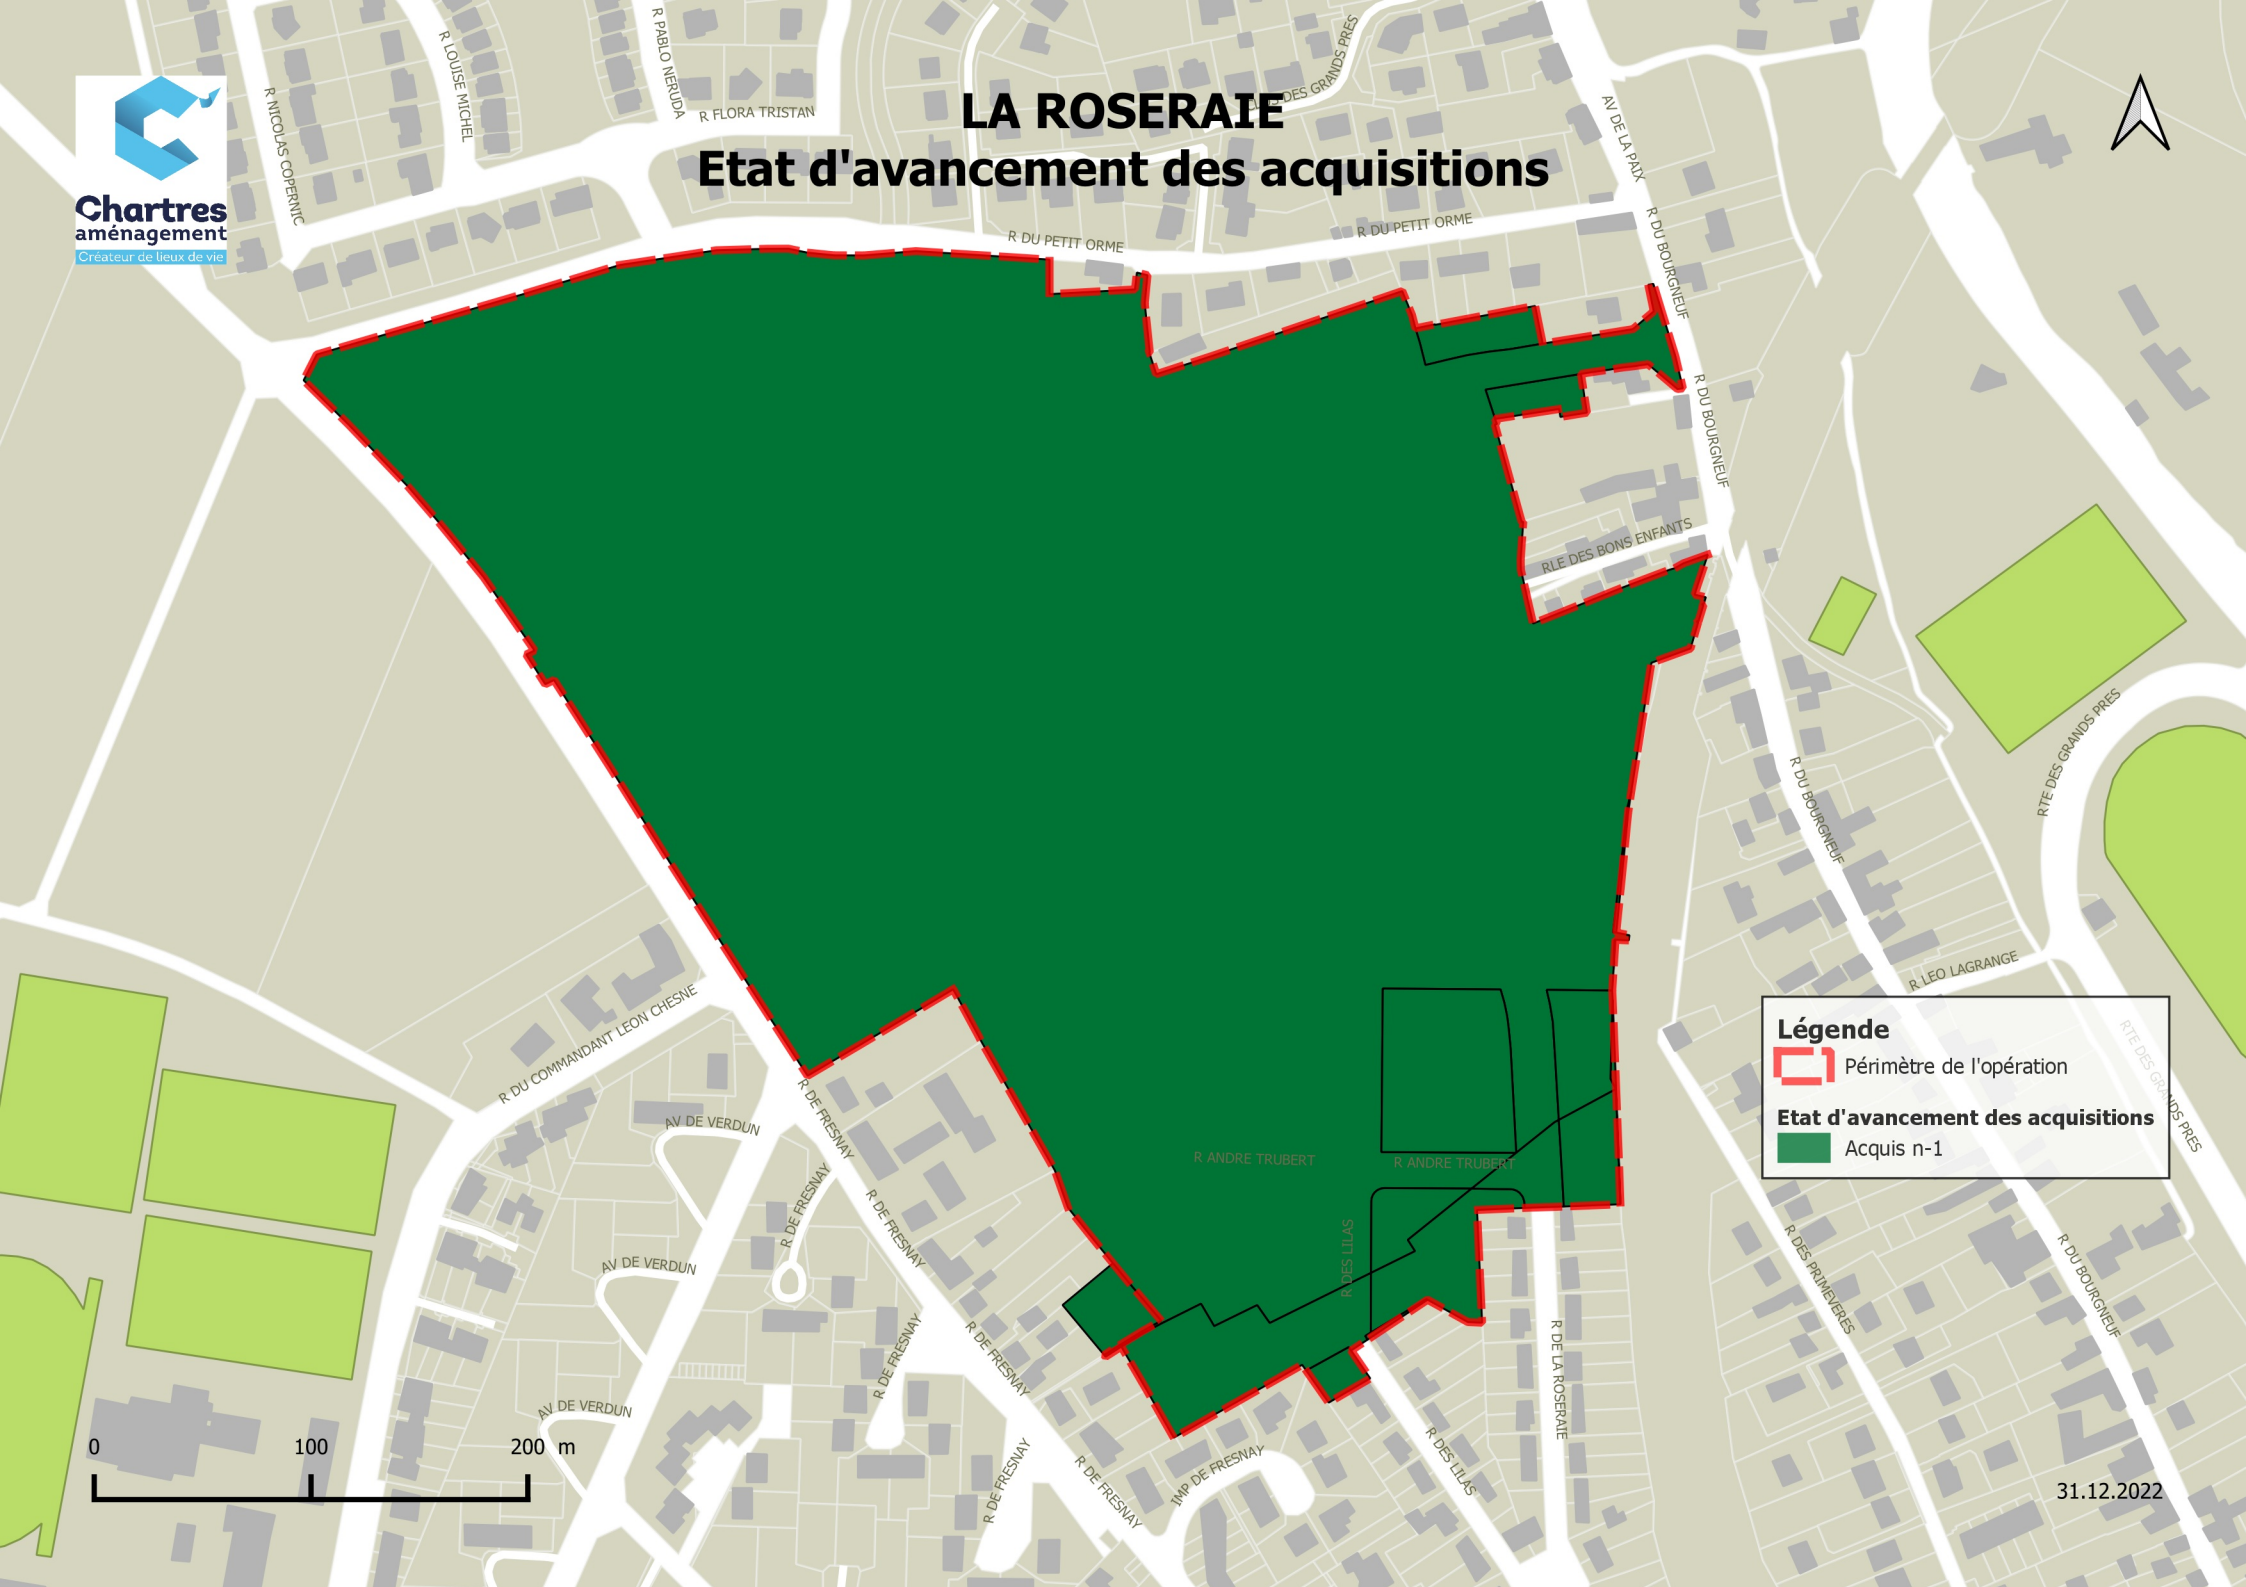 LA ROSERAIE
Etat d'avancement des acquisitions
Chartres
aménagement
Créateur de lieux de vie
R NICOLAS COPERNIC
R LOUISE MICHEL
R PABLO NERUDA
R FLORA TRISTAN
CLOS DES GRANDS PRES
AV DE LA PAIX
R DU PETIT ORME
R DU PETIT ORME
R DU BOURGNEUF
R DU BOURGNEUF
RLE DES BONS ENFANTS
RTE DES GRANDS PRES
R DU BOURGNEUF
R LEO LAGRANGE
R DU COMMANDANT LEON CHESNE
Légende
Périmètre de l'opération
Etat d'avancement des acquisitions
Acquis n-1
RTE DES GRANDS PRES
AV DE VERDUN
R DE FRESNAY
R ANDRE TRUBERT
R ANDRE TRUBERT
R DE FRESNAY
R DE FRESNAY
AV DE VERDUN
R DES LILAS
R DES PRIMEVERES
R DU BOURGNEUF
R DE FRESNAY
R DE FRESNAY
R DE LA ROSERAIE
AV DE VERDUN
R DE FRESNAY
R DE FRESNAY
IMP DE FRESNAY
R DES LILAS
0 100 200 m
31.12.2022